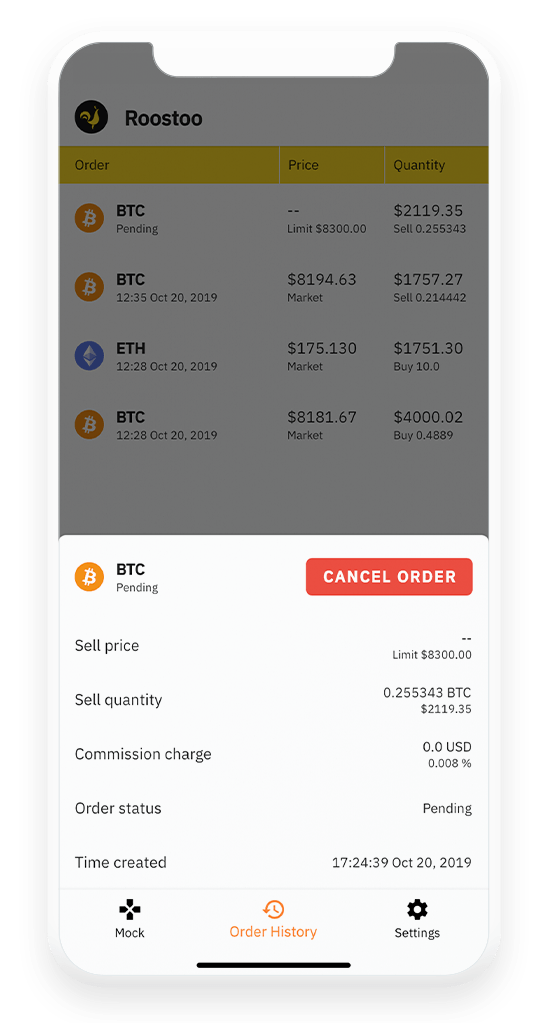 Roostoo
Order Price Quantity
BTC -- $2119.35
Pending Limit $8300.00 Sell 0.255343
BTC $8194.63 $1757.27
12:35 Oct 20, 2019 Market Sell 0.214442
ETH $175.130 $1751.30
12:28 Oct 20, 2019 Market Buy 10.0
BTC $8181.67 $4000.02
12:28 Oct 20, 2019 Market Buy 0.4889
BTC
Pending
CANCEL ORDER
Sell price --
Limit $8300.00
Sell quantity 0.255343 BTC
$2119.35
Commission charge 0.0 USD
0.008 %
Order status Pending
Time created 17:24:39 Oct 20, 2019
Mock Order History Settings